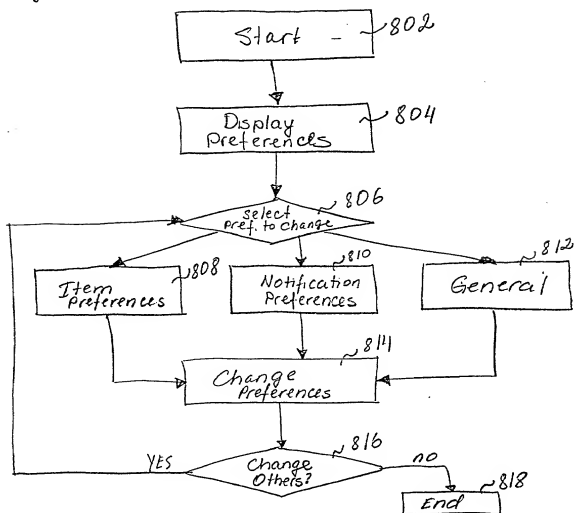 Start
802
Display
Preferences
804
Select
Pref. to Change
806
Item
Preferences
808
Notification
Preferences
810
General
812
Change
Preferences
814
Change
Others?
816
YES
no
End
818